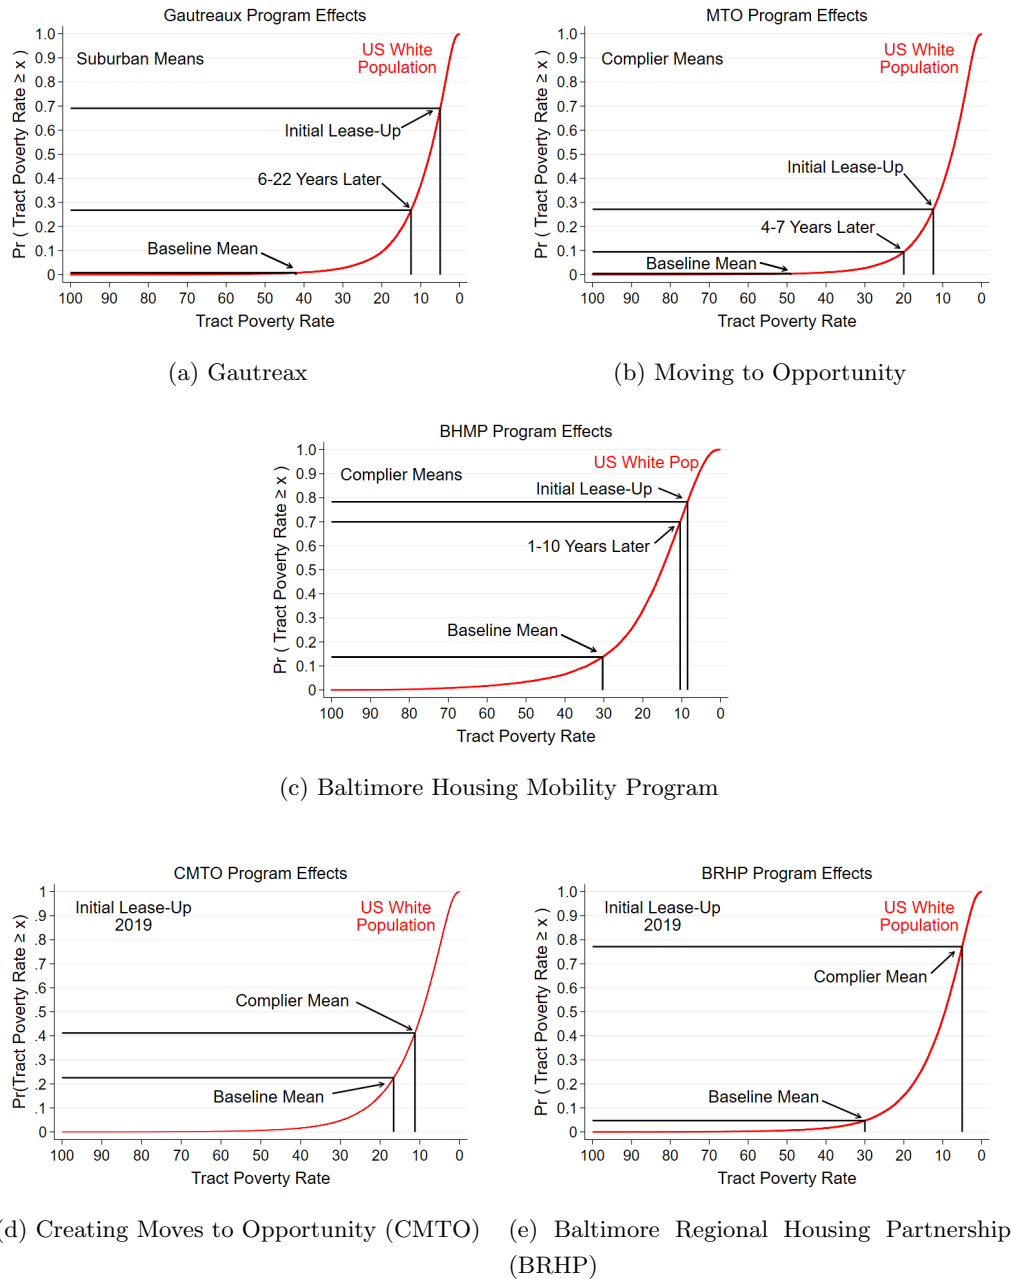 Gautreaux Program Effects
Pr ( Tract Poverty Rate ≥ x )
1.0
0.9
0.8
0.7
0.6
0.5
0.4
0.3
0.2
0.1
0
Suburban Means
US White
Population
Initial Lease-Up
6-22 Years Later
Baseline Mean
100 90 80 70 60 50 40 30 20 10 0
Tract Poverty Rate
(a) Gautreax
MTO Program Effects
Pr ( Tract Poverty Rate ≥ x )
1.0
0.9
0.8
0.7
0.6
0.5
0.4
0.3
0.2
0.1
0
Complier Means
US White
Population
Initial Lease-Up
4-7 Years Later
Baseline Mean
100 90 80 70 60 50 40 30 20 10 0
Tract Poverty Rate
(b) Moving to Opportunity
BHMP Program Effects
Pr ( Tract Poverty Rate ≥ x )
1.0
0.9
0.8
0.7
0.6
0.5
0.4
0.3
0.2
0.1
0
Complier Means
US White Pop
Initial Lease-Up
1-10 Years Later
Baseline Mean
100 90 80 70 60 50 40 30 20 10 0
Tract Poverty Rate
(c) Baltimore Housing Mobility Program
CMTO Program Effects
Pr(Tract Poverty Rate ≥ x)
1
.9
.8
.7
.6
.5
.4
.3
.2
.1
0
Initial Lease-Up
2019
US White
Population
Complier Mean
Baseline Mean
100 90 80 70 60 50 40 30 20 10 0
Tract Poverty Rate
(d) Creating Moves to Opportunity (CMTO)
BRHP Program Effects
Pr ( Tract Poverty Rate ≥ x )
1.0
0.9
0.8
0.7
0.6
0.5
0.4
0.3
0.2
0.1
0
Initial Lease-Up
2019
US White
Population
Complier Mean
Baseline Mean
100 90 80 70 60 50 40 30 20 10 0
Tract Poverty Rate
(e) Baltimore Regional Housing Partnership
(BRHP)